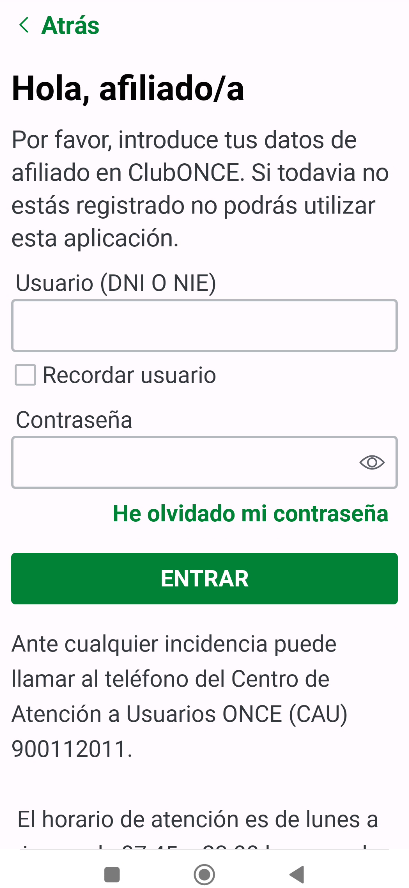 Atrás
Hola, afiliado/a
Por favor, introduce tus datos de
afiliado en ClubONCE. Si todavia no
estás registrado no podrás utilizar
esta aplicación.
Usuario (DNI O NIE)
Recordar usuario
Contraseña
He olvidado mi contraseña
ENTRAR
Ante cualquier incidencia puede
llamar al teléfono del Centro de
Atención a Usuarios ONCE (CAU)
900112011.
El horario de atención es de lunes a